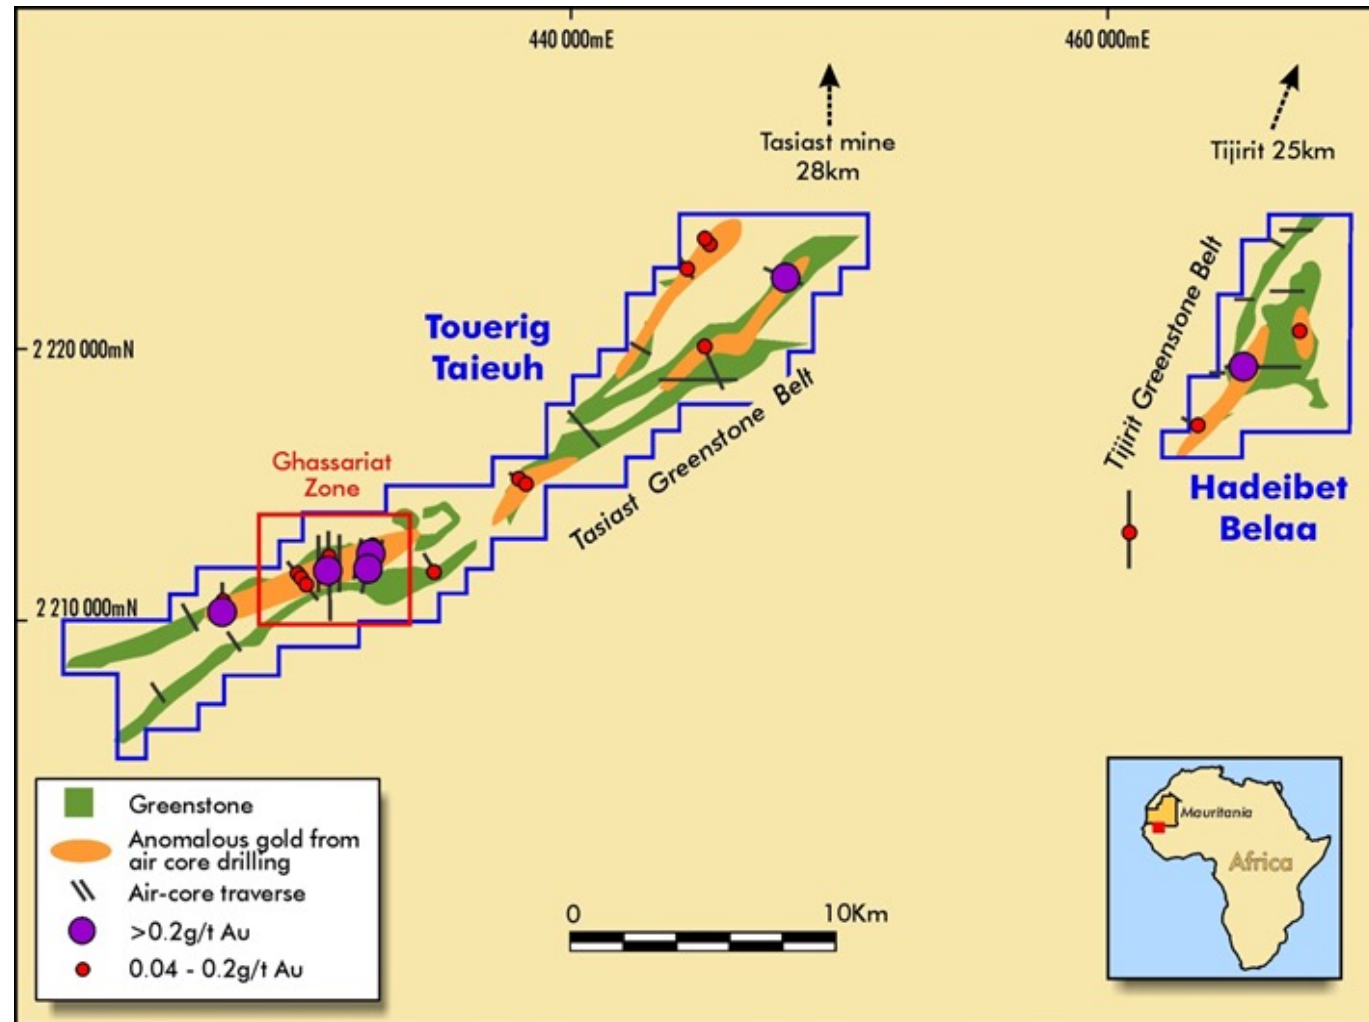 440 000mE
460 000mE
Tasiast mine
28km
Tijirit 25km
Touerig
Taieuh
2 220 000mN
Tijirit Greenstone Belt
Tasiast Greenstone Belt
Ghassariat
Zone
Hadeibet
Belaa
2 210 000mN
Greenstone
Anomalous gold from
air core drilling
Air-core traverse
>0.2g/t Au
0.04 - 0.2g/t Au
0
10Km
Mauritania
Africa